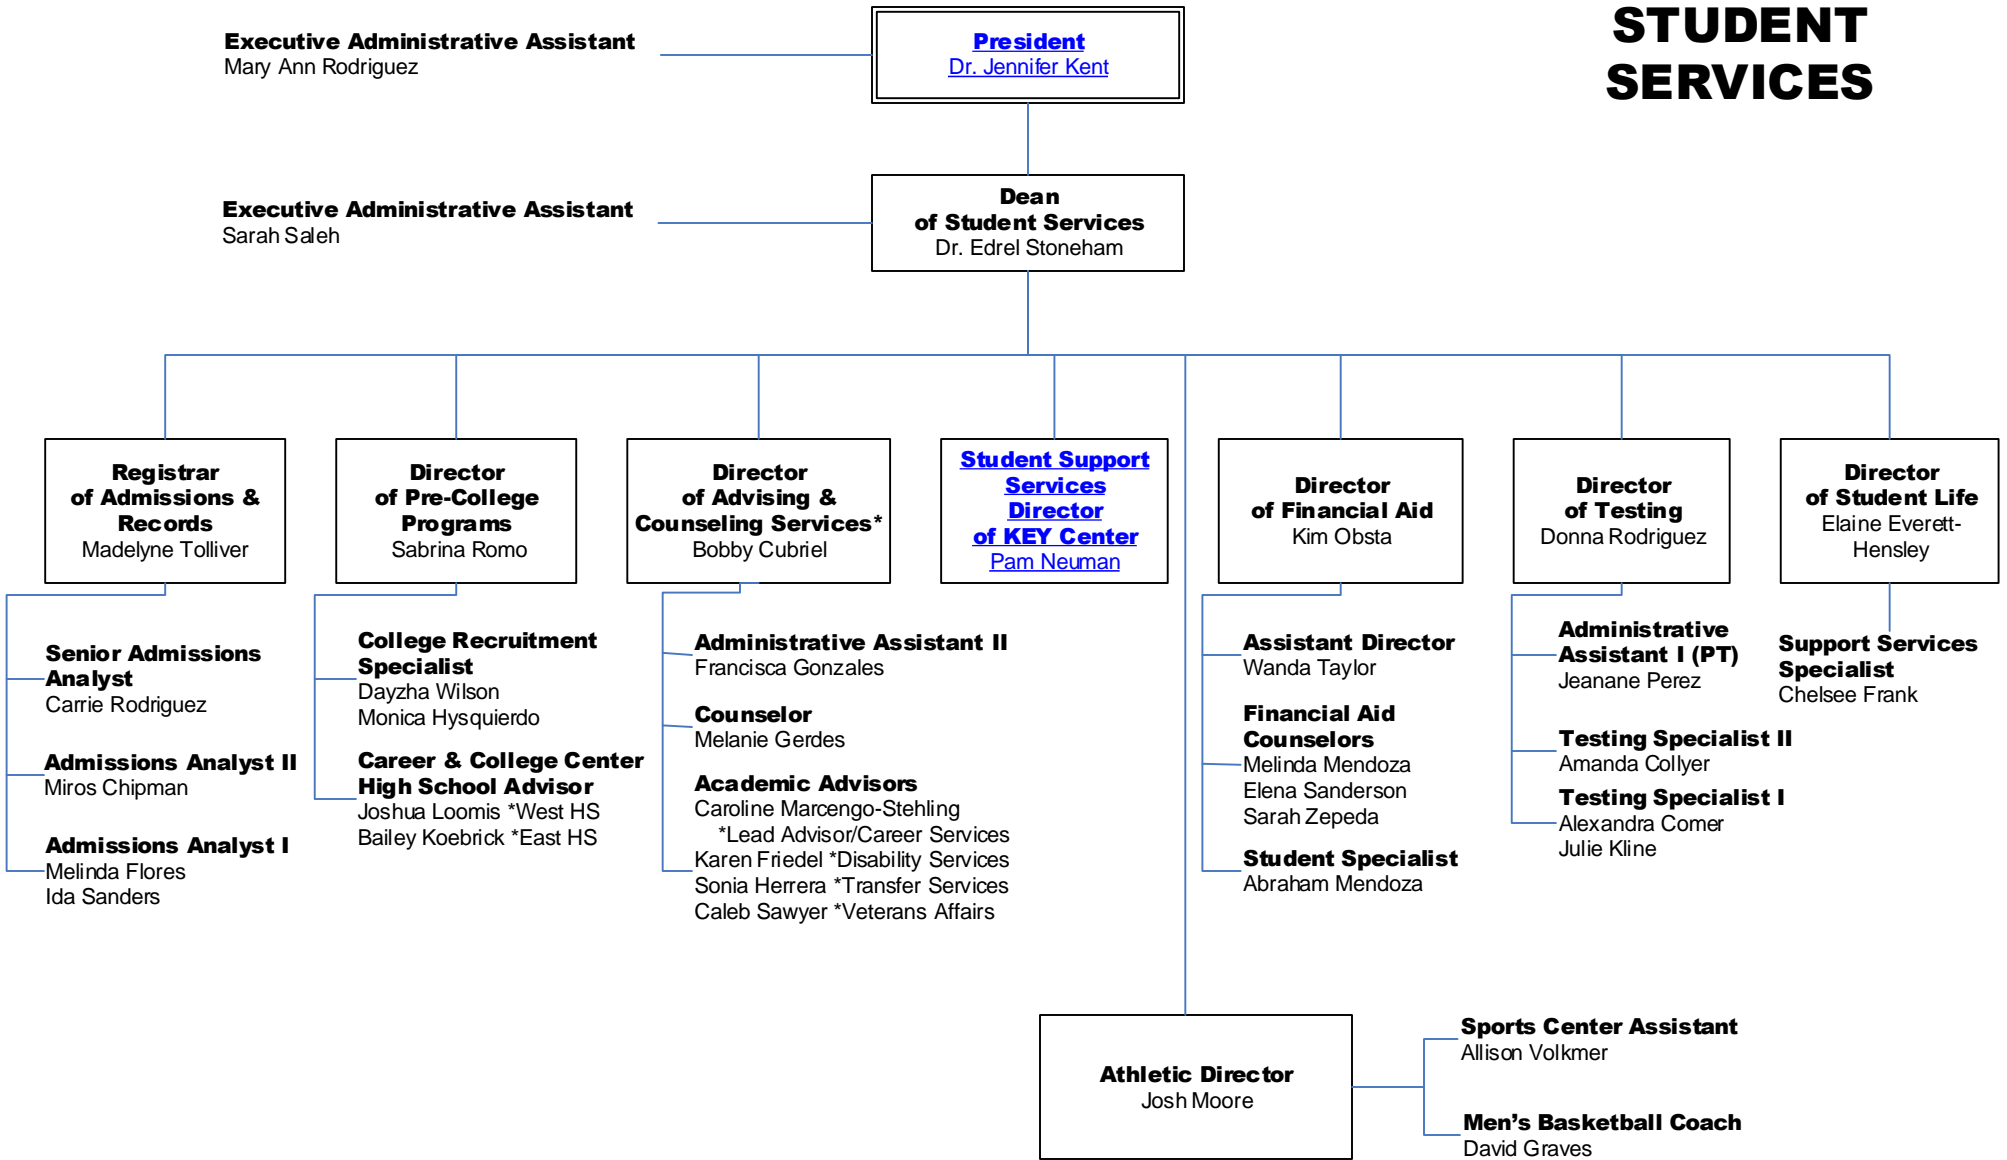 STUDENT
SERVICES
Executive Administrative Assistant
Mary Ann Rodriguez
President
Dr. Jennifer Kent
Executive Administrative Assistant
Sarah Saleh
Dean
of Student Services
Dr. Edrel Stoneham
Registrar
of Admissions &
Records
Madelyne Tolliver
Senior Admissions
Analyst
Carrie Rodriguez
Admissions Analyst II
Miros Chipman
Admissions Analyst I
Melinda Flores
Ida Sanders
Director
of Pre-College
Programs
Sabrina Romo
College Recruitment
Specialist
Dayzha Wilson
Monica Hysquierdo
Career & College Center
High School Advisor
Joshua Loomis *West HS
Bailey Koebrick *East HS
Director
of Advising &
Counseling Services*
Bobby Cubriel
Administrative Assistant II
Francisca Gonzales
Counselor
Melanie Gerdes
Academic Advisors
Caroline Marcengo-Stehling
*Lead Advisor/Career Services
Karen Friedel *Disability Services
Sonia Herrera *Transfer Services
Caleb Sawyer *Veterans Affairs
Student Support
Services
Director
of KEY Center
Pam Neuman
Director
of Financial Aid
Kim Obsta
Assistant Director
Wanda Taylor
Financial Aid
Counselors
Melinda Mendoza
Elena Sanderson
Sarah Zepeda
Student Specialist
Abraham Mendoza
Director
of Testing
Donna Rodriguez
Administrative
Assistant I (PT)
Jeanane Perez
Testing Specialist II
Amanda Collyer
Testing Specialist I
Alexandra Comer
Julie Kline
Director
of Student Life
Elaine Everett-
Hensley
Support Services
Specialist
Chelsee Frank
Athletic Director
Josh Moore
Sports Center Assistant
Allison Volkmer
Men’s Basketball Coach
David Graves